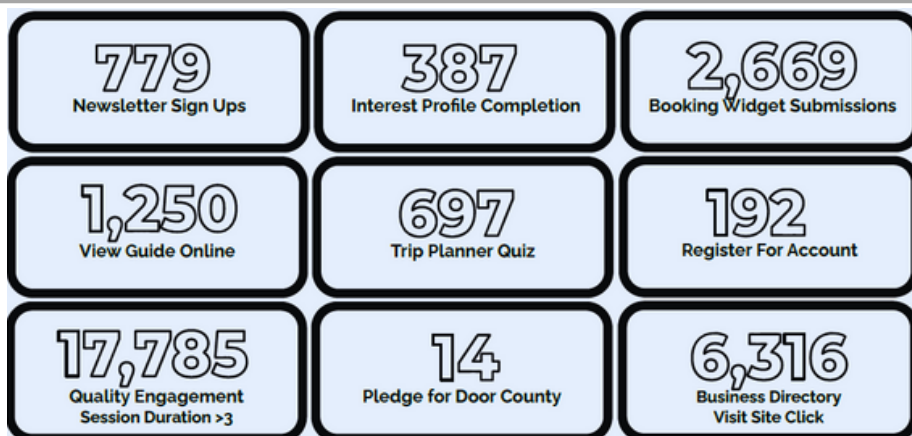 779
Newsletter Sign Ups
387
Interest Profile Completion
2,669
Booking Widget Submissions
1,250
View Guide Online
697
Trip Planner Quiz
192
Register For Account
17,785
Quality Engagement
Session Duration >3
14
Pledge for Door County
6,316
Business Directory
Visit Site Click